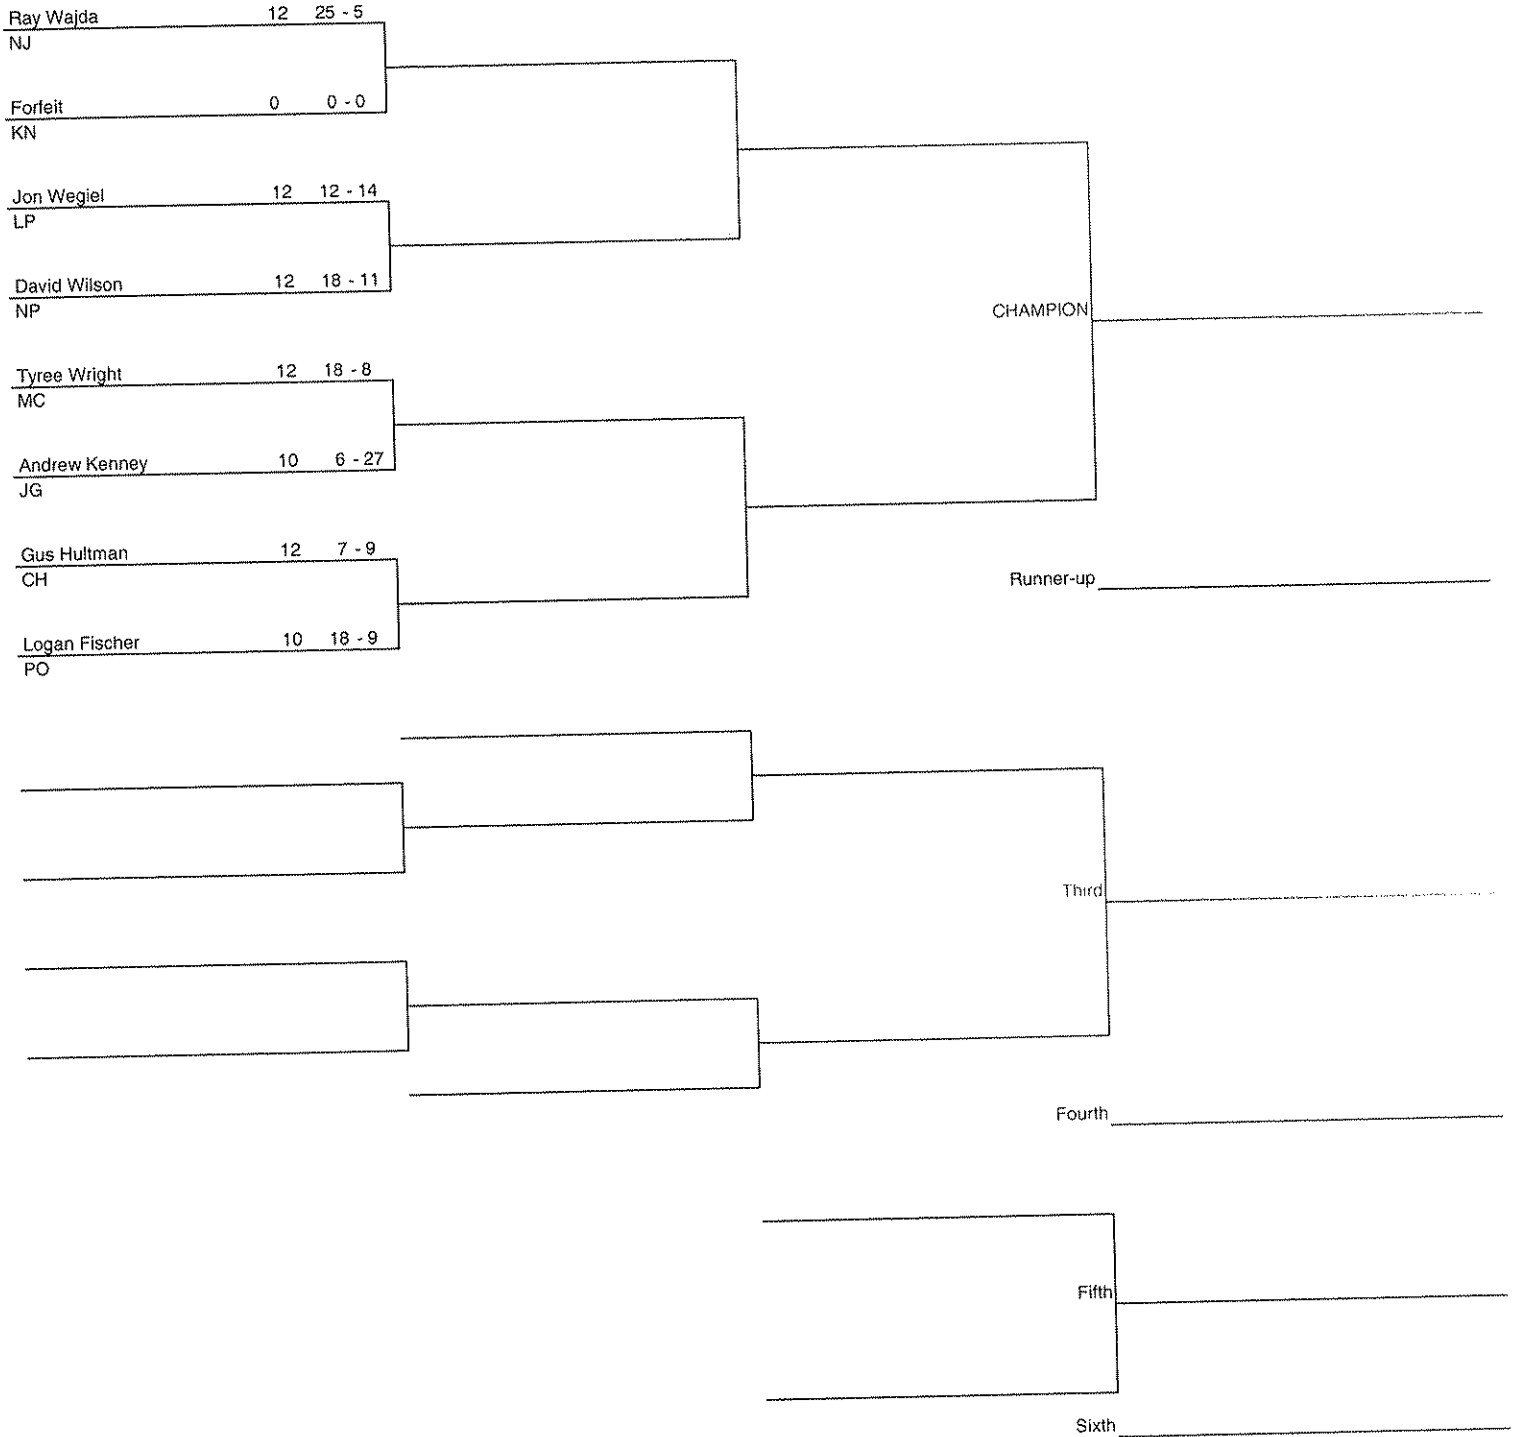 Ray Wajda 12 25 - 5
NJ
Forfeit 0 0 - 0
KN
Jon Wegiel 12 12 - 14
LP
David Wilson 12 18 - 11
NP
CHAMPION
Tyree Wright 12 18 - 8
MC
Andrew Kenney 10 6 - 27
JG
Gus Hultman 12 7 - 9
CH
Runner-up
Logan Fischer 10 18 - 9
PO
Third
Fourth
Fifth
Sixth